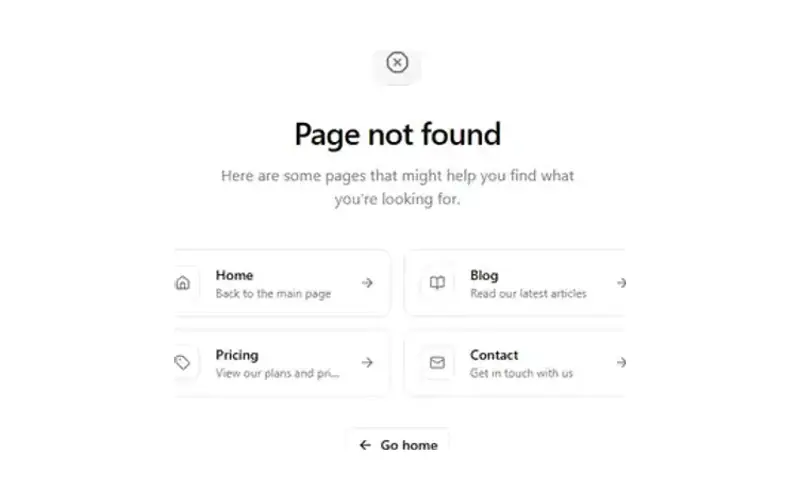 Page not found
Here are some pages that might help you find what
you're looking for.
Home
Back to the main page
Blog
Read our latest articles
Pricing
View our plans and pri...
Contact
Get in touch with us
Go home